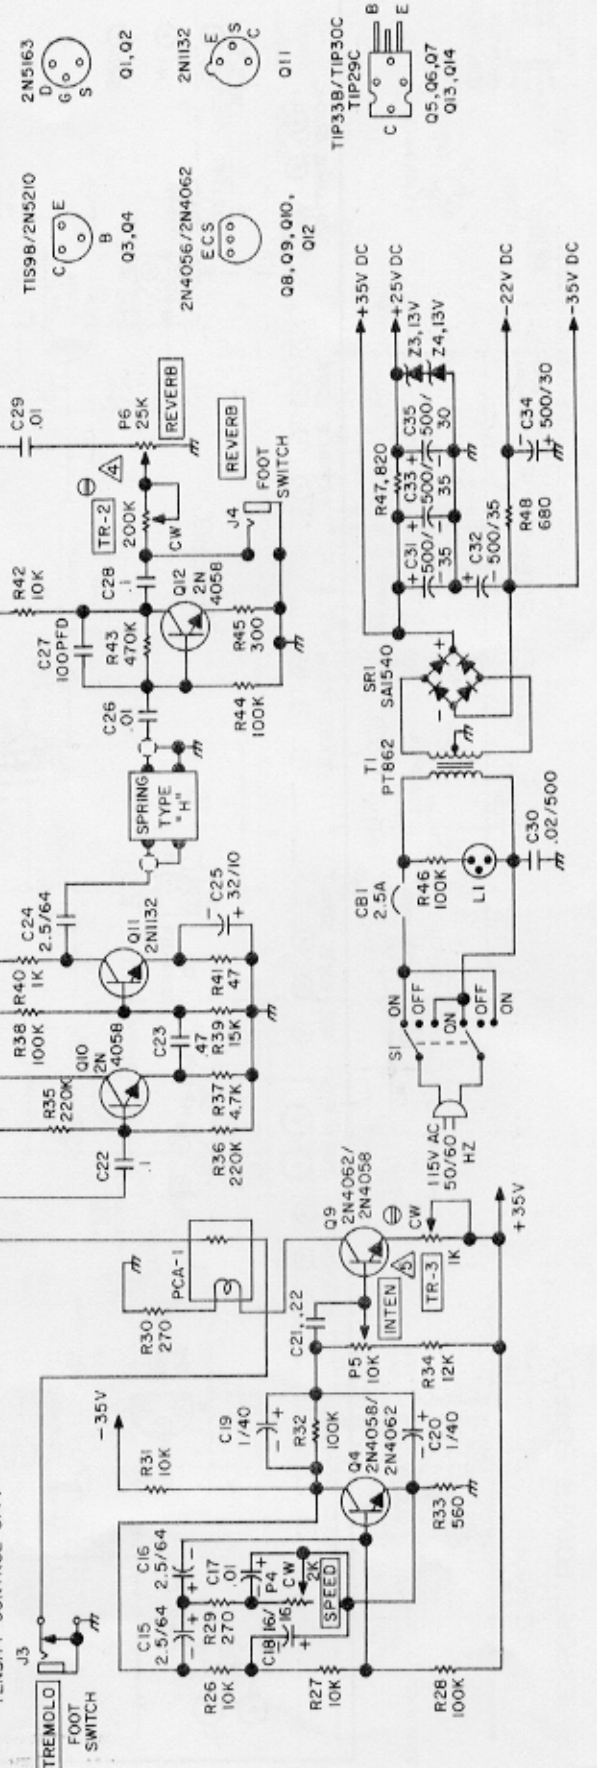 2N5163
D
G
S
Q1,Q2
2N1132
E
S
C
Q11
TIP33B/TIP30C
TIP29C
B
C
E
Q5,Q6,Q7
Q13,Q14
TIS98/2N5210
C
E
B
Q3,Q4
2N4056/2N4062
ECS
Q8,Q9,Q10,
Q12
C29
.01
P6
25K
REVERB
4
TR-2
200K
CW
REVERB
J4
FOOT
SWITCH
R42
10K
C28
.1
Q12
2N
4058
C27
100PFD
R43
470K
R45
300
C26
.01
R44
100K
SPRING
TYPE
"H"
C24
2.5/64
Q11
2N1132
C25
32/10
+
R40
1K
R41
47
R38
100K
Q10
2N
4058
C23
.47
R39
15K
R35
220K
R37
4.7K
C22
.1
R36
220K
+35V DC
+25V DC
Z3,13V
Z4,13V
-22V DC
-35V DC
R47,820
C31
500/
35
C33
500/
35
C35
500/
30
C32
500/35
C34
500/30
R48
680
SR1
SA1540
+
-
T1
PT862
CB1
2.5A
R46
100K
L1
C30
.02/500
S1
ON
OFF
ON
OFF
ON
115V AC
50/60
HZ
PCA-1
R30
270
Q9
2N4062/
2N4058
CW
5
TR-3
1K
INTEN
+35V
C21,.22
P5
10K
R34
12K
-35V
R31
10K
C19
1/40
R32
100K
Q4
2N4058/
2N4062
C20
1/40
R33
560
C16
2.5/64
C15
2.5/64
C17
.01
P4
CW
2K
SPEED
R29
270
C18
16/
16
R26
10K
R27
10K
R28
100K
J3
TREMOLO
FOOT
SWITCH